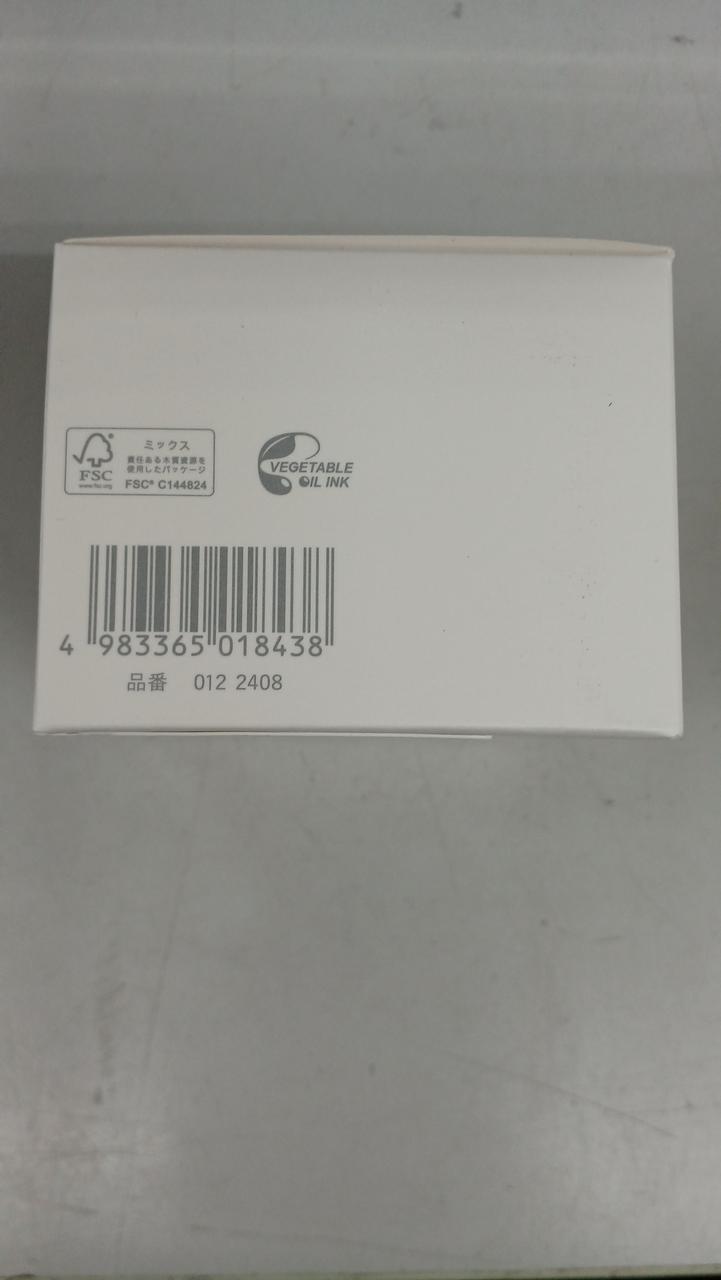 ミックス
責任ある木質資源を
使用したパッケージ
FSC® C144824
FSC
www.fsc.org
VEGETABLE
OIL INK
4 983365 018438
品番 012 2408